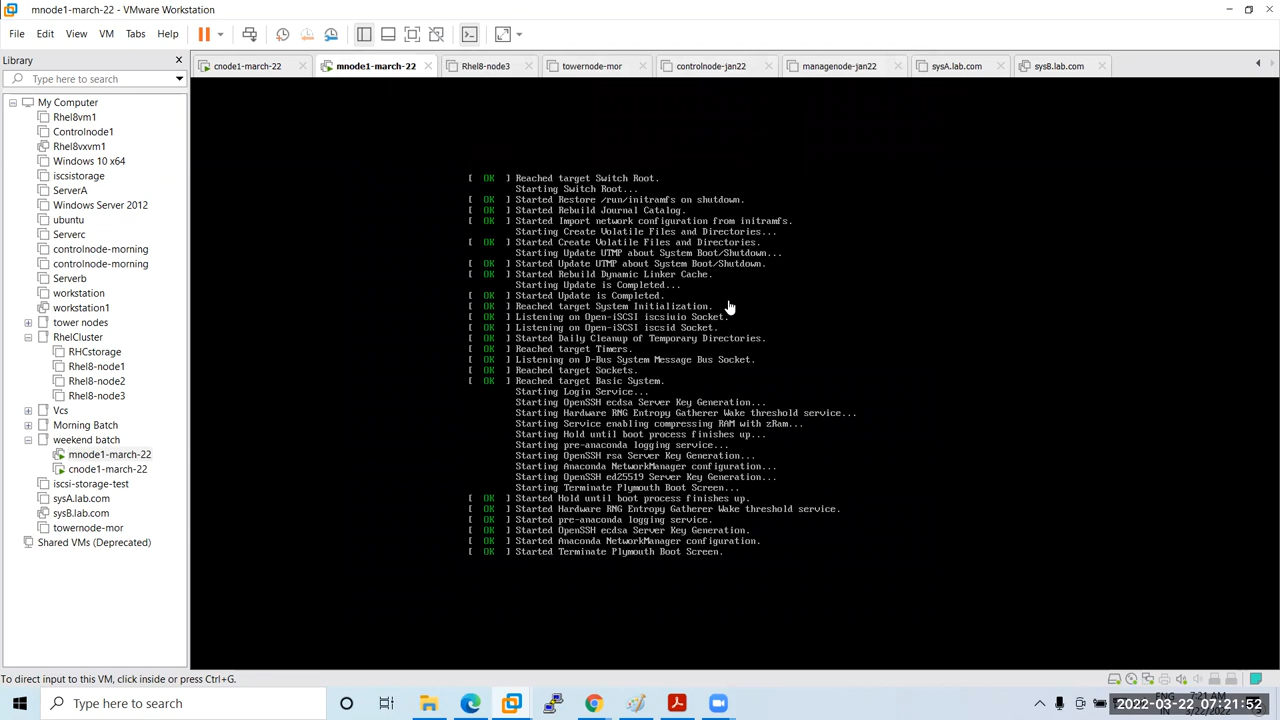 mnode1-march-22 - VMware Workstation
File Edit View VM Tabs Help
Library
Type here to search
My Computer
Rhel8vm1
Controlnode1
Rhel8vxvm1
Windows 10 x64
iscsistorage
ServerA
Windows Server 2012
ubuntu
Serverc
controlnode-morning
controlnode-morning
Serverb
workstation
workstation1
tower nodes
RhelCluster
RHCstorage
Rhel8-node1
Rhel8-node2
Rhel8-node3
Vcs
Morning Batch
weekend batch
mnode1-march-22
cnode1-march-22
iscsi-storage-test
sysA.lab.com
sysB.lab.com
towernode-mor
Shared VMs (Deprecated)
cnode1-march-22 mnode1-march-22 Rhel8-node3 towernode-mor controlnode-jan22 managenode-jan22 sysA.lab.com sysB.lab.com
[ OK ] Reached target Switch Root.
Starting Switch Root...
[ OK ] Started Restore /run/initramfs on shutdown.
[ OK ] Started Rebuild Journal Catalog.
[ OK ] Started Import network configuration from initramfs.
Starting Create Volatile Files and Directories...
[ OK ] Started Create Volatile Files and Directories.
Starting Update UTMP about System Boot/Shutdown...
[ OK ] Started Update UTMP about System Boot/Shutdown.
[ OK ] Started Rebuild Dynamic Linker Cache.
Starting Update is Completed...
[ OK ] Started Update is Completed.
[ OK ] Reached target System Initialization.
[ OK ] Listening on Open-iSCSI iscsiuio Socket.
[ OK ] Listening on Open-iSCSI iscsid Socket.
[ OK ] Started Daily Cleanup of Temporary Directories.
[ OK ] Reached target Timers.
[ OK ] Listening on D-Bus System Message Bus Socket.
[ OK ] Reached target Sockets.
[ OK ] Reached target Basic System.
Starting Login Service...
Starting OpenSSH ecdsa Server Key Generation...
Starting Hardware RNG Entropy Gatherer Wake threshold service...
Starting Service enabling compressing RAM with zRam...
Starting Hold until boot process finishes up...
Starting pre-anaconda logging service...
Starting OpenSSH rsa Server Key Generation...
Starting Anaconda NetworkManager configuration...
Starting OpenSSH ed25519 Server Key Generation...
Starting Terminate Plymouth Boot Screen...
[ OK ] Started Hold until boot process finishes up.
[ OK ] Started Hardware RNG Entropy Gatherer Wake threshold service.
[ OK ] Started pre-anaconda logging service.
[ OK ] Started OpenSSH ecdsa Server Key Generation.
[ OK ] Started Anaconda NetworkManager configuration.
[ OK ] Started Terminate Plymouth Boot Screen.
To direct input to this VM, click inside or press Ctrl+G.
Type here to search
2022-03-22 07:21:52